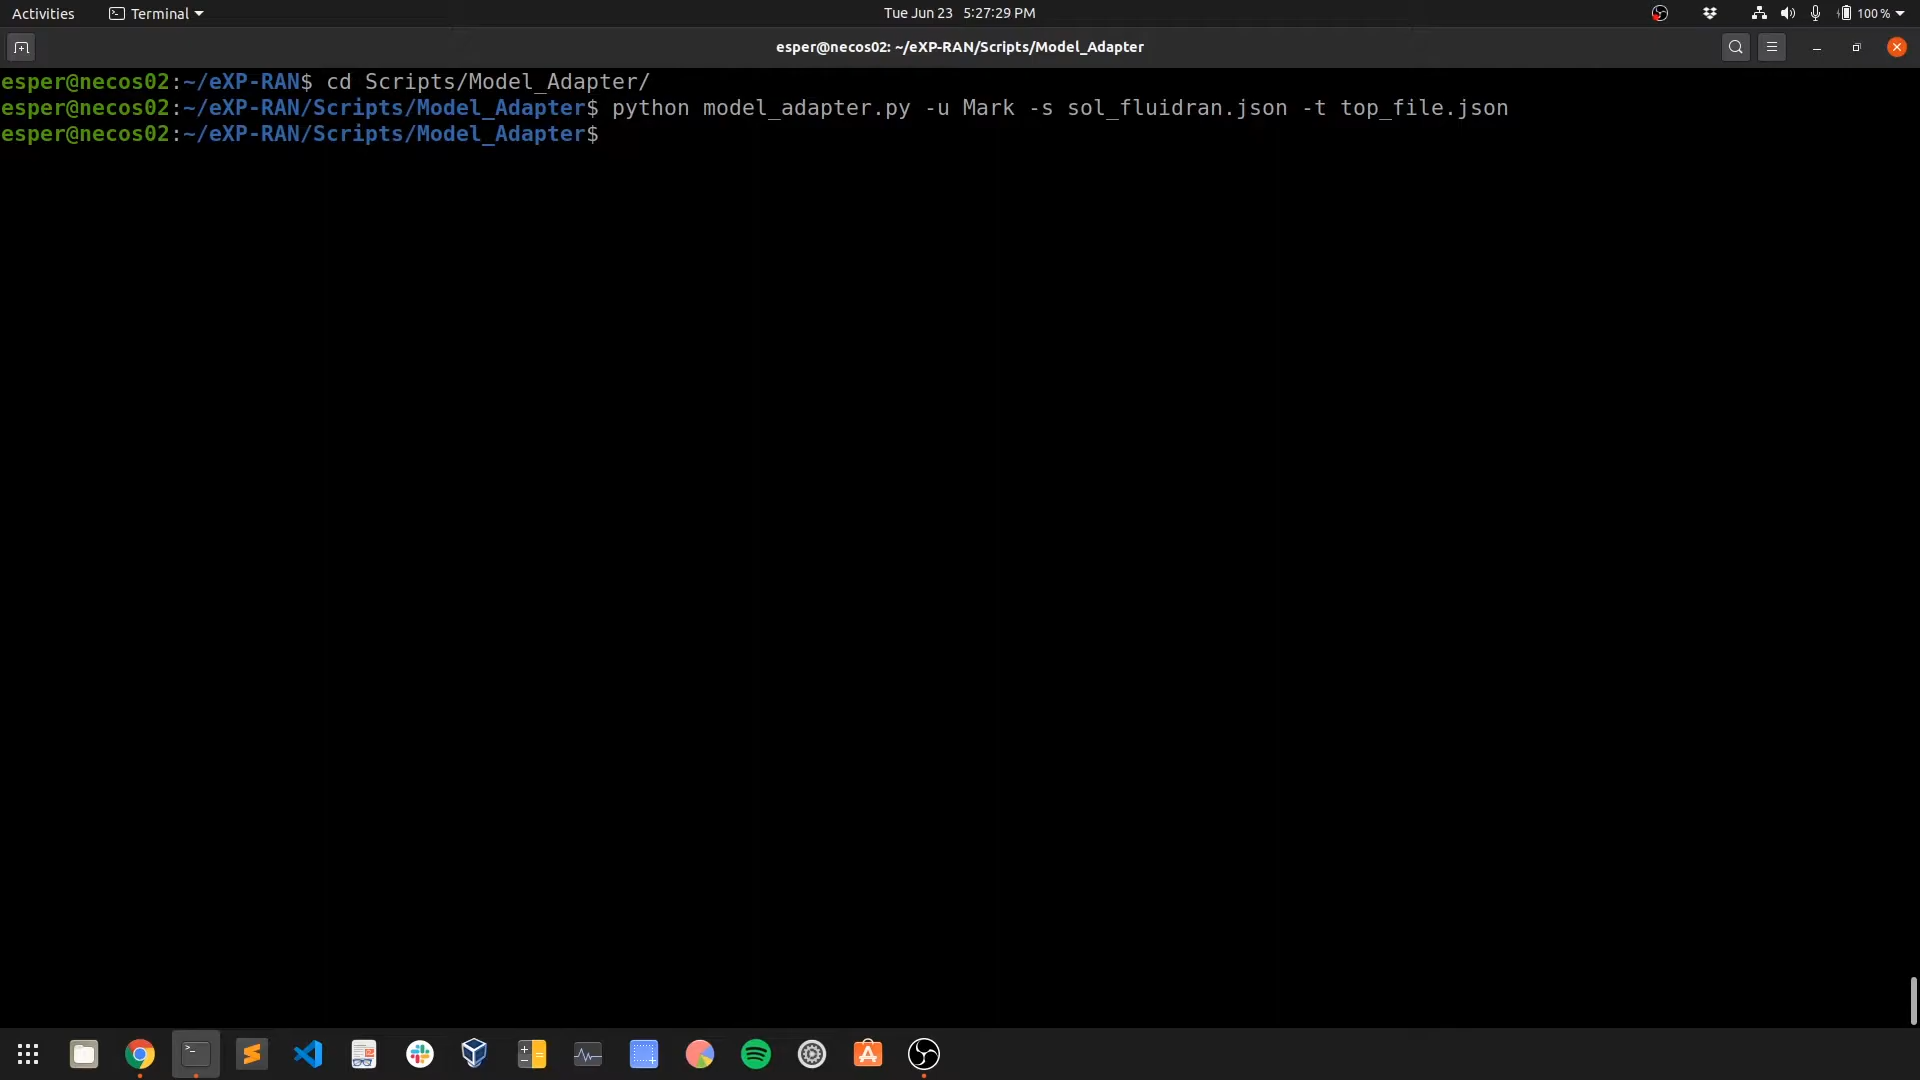 Activities Terminal Tue Jun 23 5:27:29 PM 100 %
esper@necos02: ~/eXP-RAN/Scripts/Model_Adapter
esper@necos02:~/eXP-RAN$ cd Scripts/Model_Adapter/
esper@necos02:~/eXP-RAN/Scripts/Model_Adapter$ python model_adapter.py -u Mark -s sol_fluidran.json -t top_file.json
esper@necos02:~/eXP-RAN/Scripts/Model_Adapter$